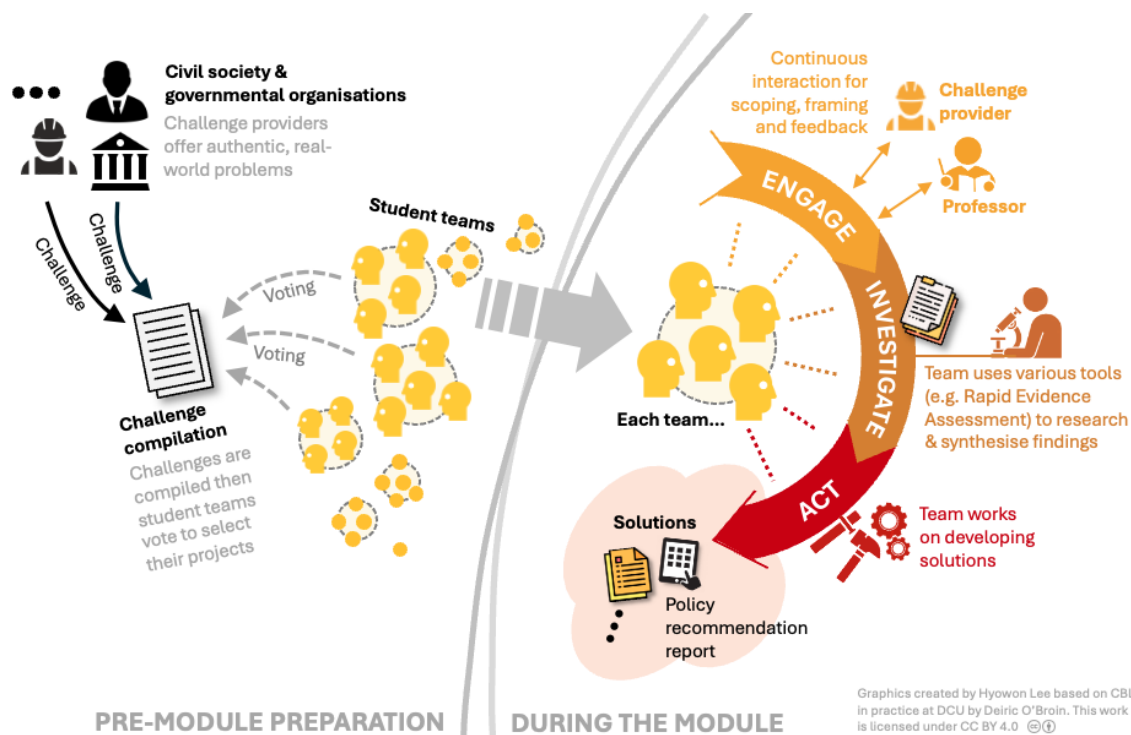 Civil society &
governmental organisations
Challenge providers
offer authentic, real-
world problems
Challenge
Challenge
Student teams
Voting
Voting
Challenge
compilation
Challenges are
compiled then
student teams
vote to select
their projects
PRE-MODULE PREPARATION
Continuous
interaction for
scoping, framing
and feedback
Challenge
provider
Professor
ENGAGE
INVESTIGATE
ACT
Each team...
Team uses various tools
(e.g. Rapid Evidence
Assessment) to research
& synthesise findings
Team works
on developing
solutions
Solutions
Policy
recommendation
report
DURING THE MODULE
Graphics created by Hyowon Lee based on CBL
in practice at DCU by Deiric O'Broin. This work
is licensed under CC BY 4.0